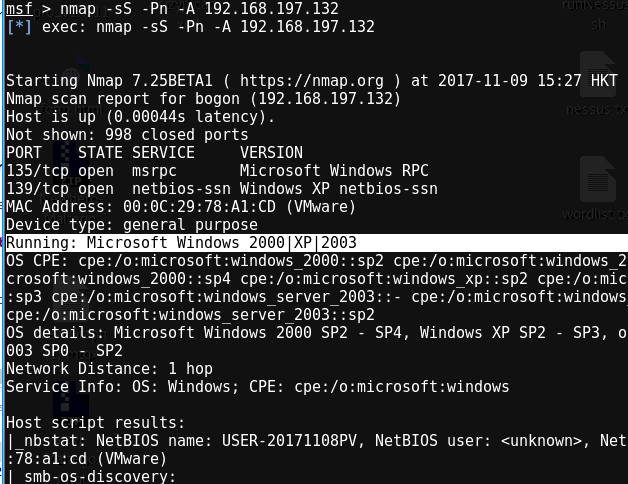 msf > nmap -sS -Pn -A 192.168.197.132
[*] exec: nmap -sS -Pn -A 192.168.197.132
Starting Nmap 7.25BETA1 ( https://nmap.org ) at 2017-11-09 15:27 HKT
Nmap scan report for bogon (192.168.197.132)
Host is up (0.00044s latency).
Not shown: 998 closed ports
PORT    STATE SERVICE     VERSION
135/tcp open  msrpc       Microsoft Windows RPC
139/tcp open  netbios-ssn Windows XP netbios-ssn
MAC Address: 00:0C:29:78:A1:CD (VMware)
Device type: general purpose
Running: Microsoft Windows 2000|XP|2003
OS CPE: cpe:/o:microsoft:windows_2000::sp2 cpe:/o:microsoft:windows_2
crosoft:windows_2000::sp4 cpe:/o:microsoft:windows_xp::sp2 cpe:/o:mic
:sp3 cpe:/o:microsoft:windows_server_2003::- cpe:/o:microsoft:windows_
cpe:/o:microsoft:windows_server_2003::sp2
OS details: Microsoft Windows 2000 SP2 - SP4, Windows XP SP2 - SP3, o
003 SP0 - SP2
Network Distance: 1 hop
Service Info: OS: Windows; CPE: cpe:/o:microsoft:windows
Host script results:
|_nbstat: NetBIOS name: USER-20171108PV, NetBIOS user: <unknown>, Net
:78:a1:cd (VMware)
| smb-os-discovery:
runNessus.
sh
nessus.tx
wordlist.tx